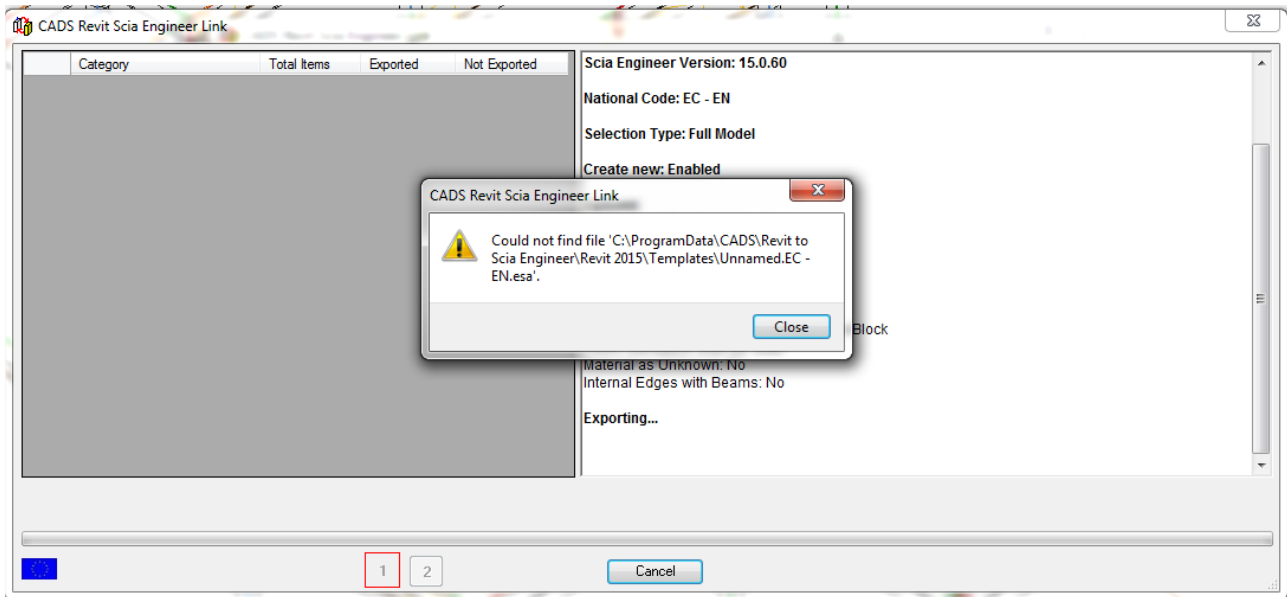 CADS Revit Scia Engineer Link
Category Total Items Exported Not Exported
Scia Engineer Version: 15.0.60
National Code: EC - EN
Selection Type: Full Model
Create new: Enabled
CADS Revit Scia Engineer Link
Could not find file 'C:\ProgramData\CADS\Revit to
Scia Engineer\Revit 2015\Templates\Unnamed.EC -
EN.esa'.
Close
Block
Material as Unknown: No
Internal Edges with Beams: No
Exporting...
1 2
Cancel